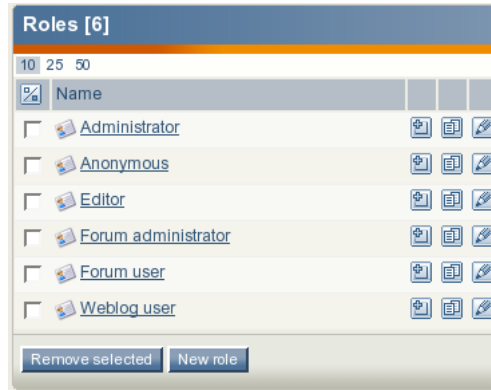 Roles [6]
10 25 50
Name
Administrator
Anonymous
Editor
Forum administrator
Forum user
Weblog user
Remove selected New role